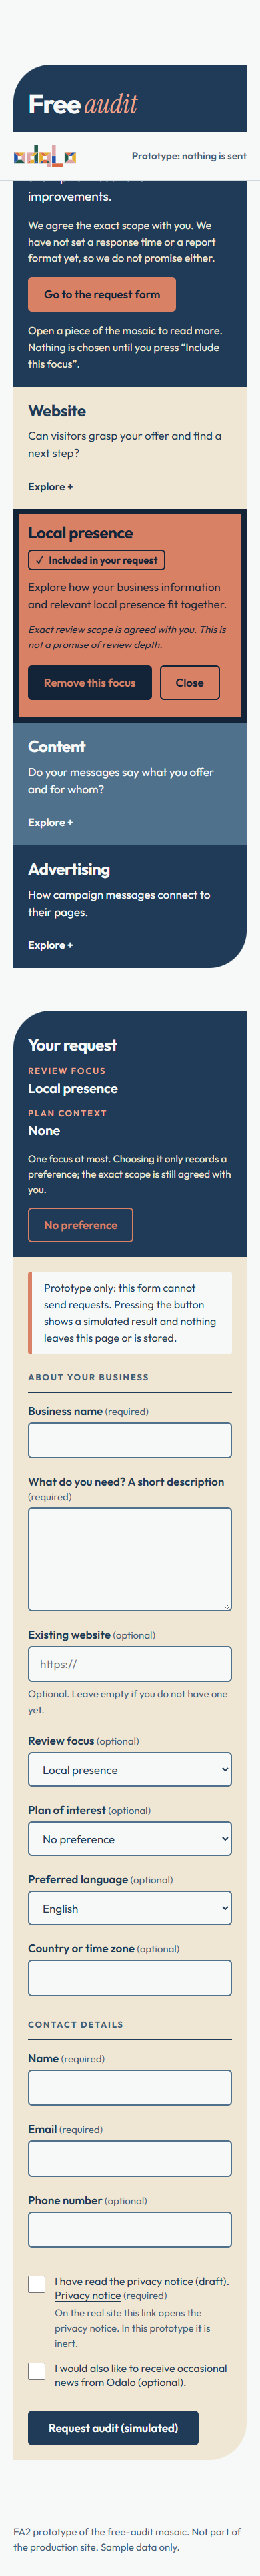 Free audit
odalo
Prototype: nothing is sent
improvements.
We agree the exact scope with you. We
have not set a response time or a report
format yet, so we do not promise either.
Go to the request form
Open a piece of the mosaic to read more.
Nothing is chosen until you press “Include
this focus”.
Website
Can visitors grasp your offer and find a
next step?
Explore +
Local presence
✓ Included in your request
Explore how your business information
and relevant local presence fit together.
Exact review scope is agreed with you. This is
not a promise of review depth.
Remove this focus
Close
Content
Do your messages say what you offer
and for whom?
Explore +
Advertising
How campaign messages connect to
their pages.
Explore +
Your request
REVIEW FOCUS
Local presence
PLAN CONTEXT
None
One focus at most. Choosing it only records a
preference; the exact scope is still agreed with
you.
No preference
Prototype only: this form cannot
send requests. Pressing the button
shows a simulated result and nothing
leaves this page or is stored.
ABOUT YOUR BUSINESS
Business name (required)
What do you need? A short description
(required)
Existing website (optional)
https://
Optional. Leave empty if you do not have one
yet.
Review focus (optional)
Local presence
Plan of interest (optional)
No preference
Preferred language (optional)
English
Country or time zone (optional)
CONTACT DETAILS
Name (required)
Email (required)
Phone number (optional)
I have read the privacy notice (draft).
Privacy notice (required)
On the real site this link opens the
privacy notice. In this prototype it is
inert.
I would also like to receive occasional
news from Odalo (optional).
Request audit (simulated)
FA2 prototype of the free-audit mosaic. Not part of
the production site. Sample data only.